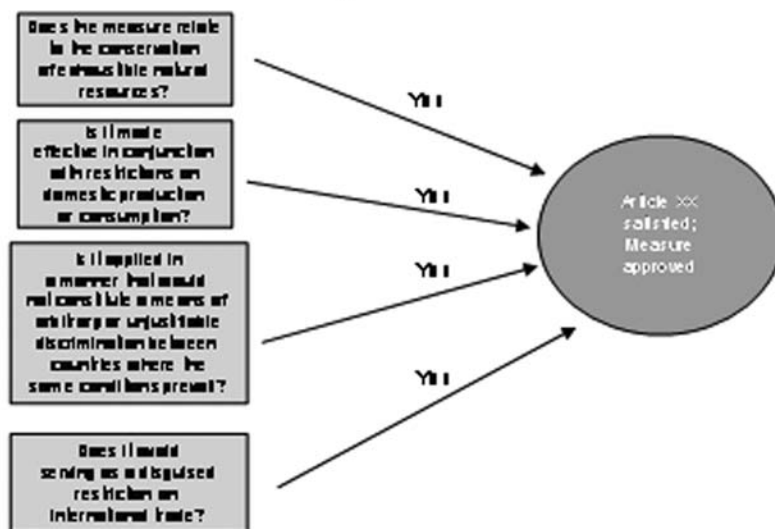 Does the measure relate
to the conservation
of exhaustible natural
resources?
Yes
Is it made
effective in conjunction
with restrictions on
domestic production
or consumption?
Yes
Is it applied in
a manner that would
not constitute a means of
arbitrary or unjustifiable
discrimination between
countries where the
same conditions prevail?
Yes
Does it avoid
serving as a disguised
restriction on
international trade?
Yes
Article XX
satisfied;
Measure
approved